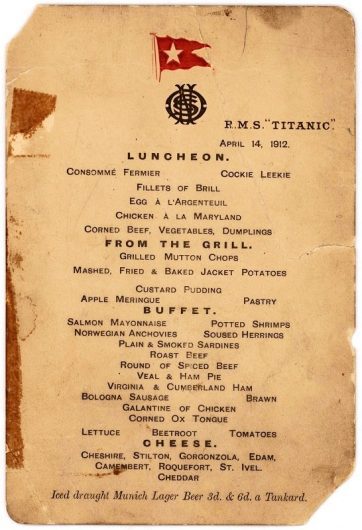 R.M.S. "TITANIC".
APRIL 14, 1912.
LUNCHEON.
CONSOMMÉ FERMIER COCKIE LEEKIE
FILLETS OF BRILL
EGG À L'ARGENTEUIL
CHICKEN À LA MARYLAND
CORNED BEEF, VEGETABLES, DUMPLINGS
FROM THE GRILL.
GRILLED MUTTON CHOPS
MASHED, FRIED & BAKED JACKET POTATOES
CUSTARD PUDDING
APPLE MERINGUE PASTRY
BUFFET.
SALMON MAYONNAISE POTTED SHRIMPS
NORWEGIAN ANCHOVIES SOUSED HERRINGS
PLAIN & SMOKED SARDINES
ROAST BEEF
ROUND OF SPICED BEEF
VEAL & HAM PIE
VIRGINIA & CUMBERLAND HAM
BOLOGNA SAUSAGE BRAWN
GALANTINE OF CHICKEN
CORNED OX TONGUE
LETTUCE BEETROOT TOMATOES
CHEESE.
CHESHIRE, STILTON, GORGONZOLA, EDAM,
CAMEMBERT, ROQUEFORT, ST. IVEL.
CHEDDAR
Iced draught Munich Lager Beer 3d. & 6d. a Tankard.